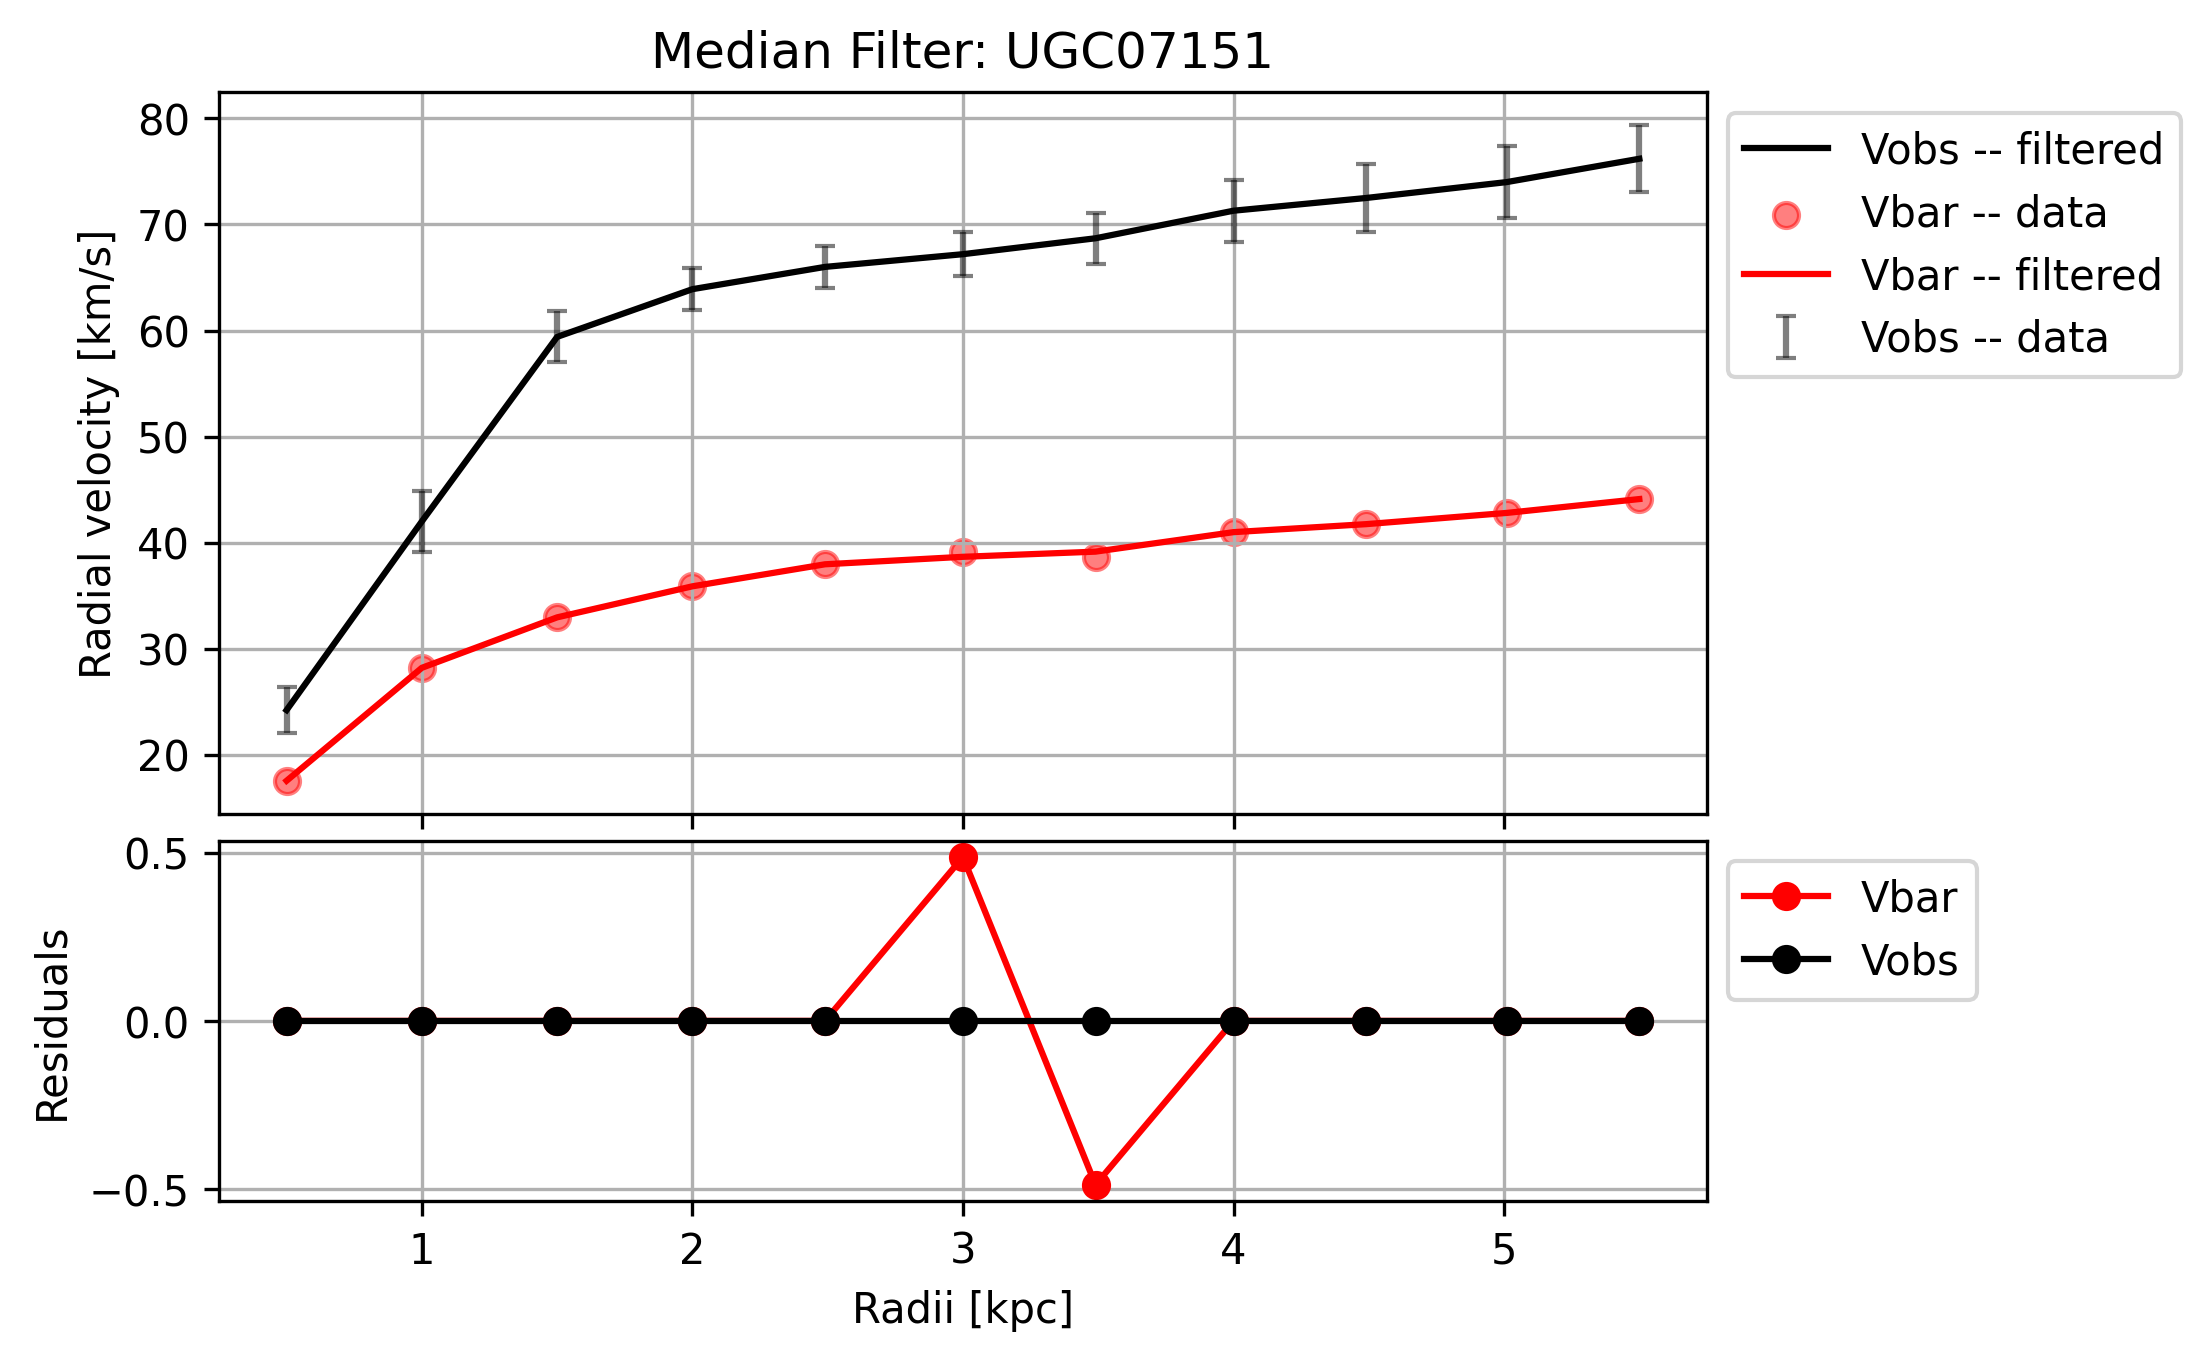 Median Filter: UGC07151
80
70
60
50
40
30
20
Radial velocity [km/s]
Vobs -- filtered
Vbar -- data
Vbar -- filtered
Vobs -- data
0.5
0.0
−0.5
Residuals
Vbar
Vobs
1 2 3 4 5
Radii [kpc]